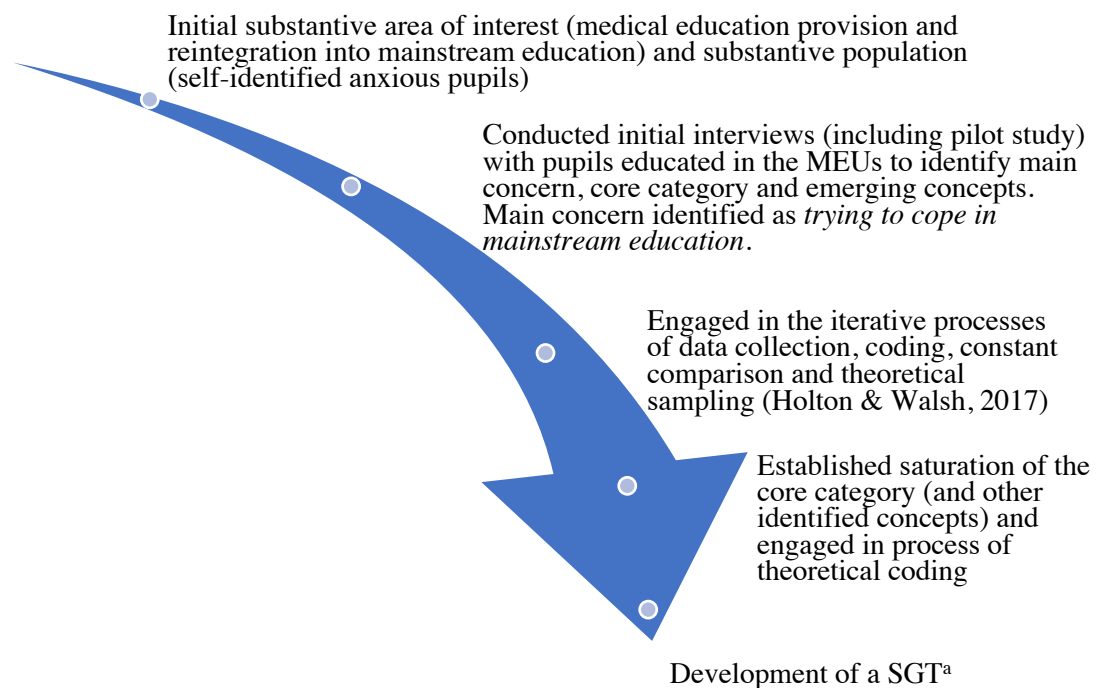 Initial substantive area of interest (medical education provision and
reintegration into mainstream education) and substantive population
(self-identified anxious pupils)
Conducted initial interviews (including pilot study)
with pupils educated in the MEUs to identify main
concern, core category and emerging concepts.
Main concern identified as trying to cope in
mainstream education.
Engaged in the iterative processes
of data collection, coding, constant
comparison and theoretical
sampling (Holton & Walsh, 2017)
Established saturation of the
core category (and other
identified concepts) and
engaged in process of
theoretical coding
Development of a SGTᵃ